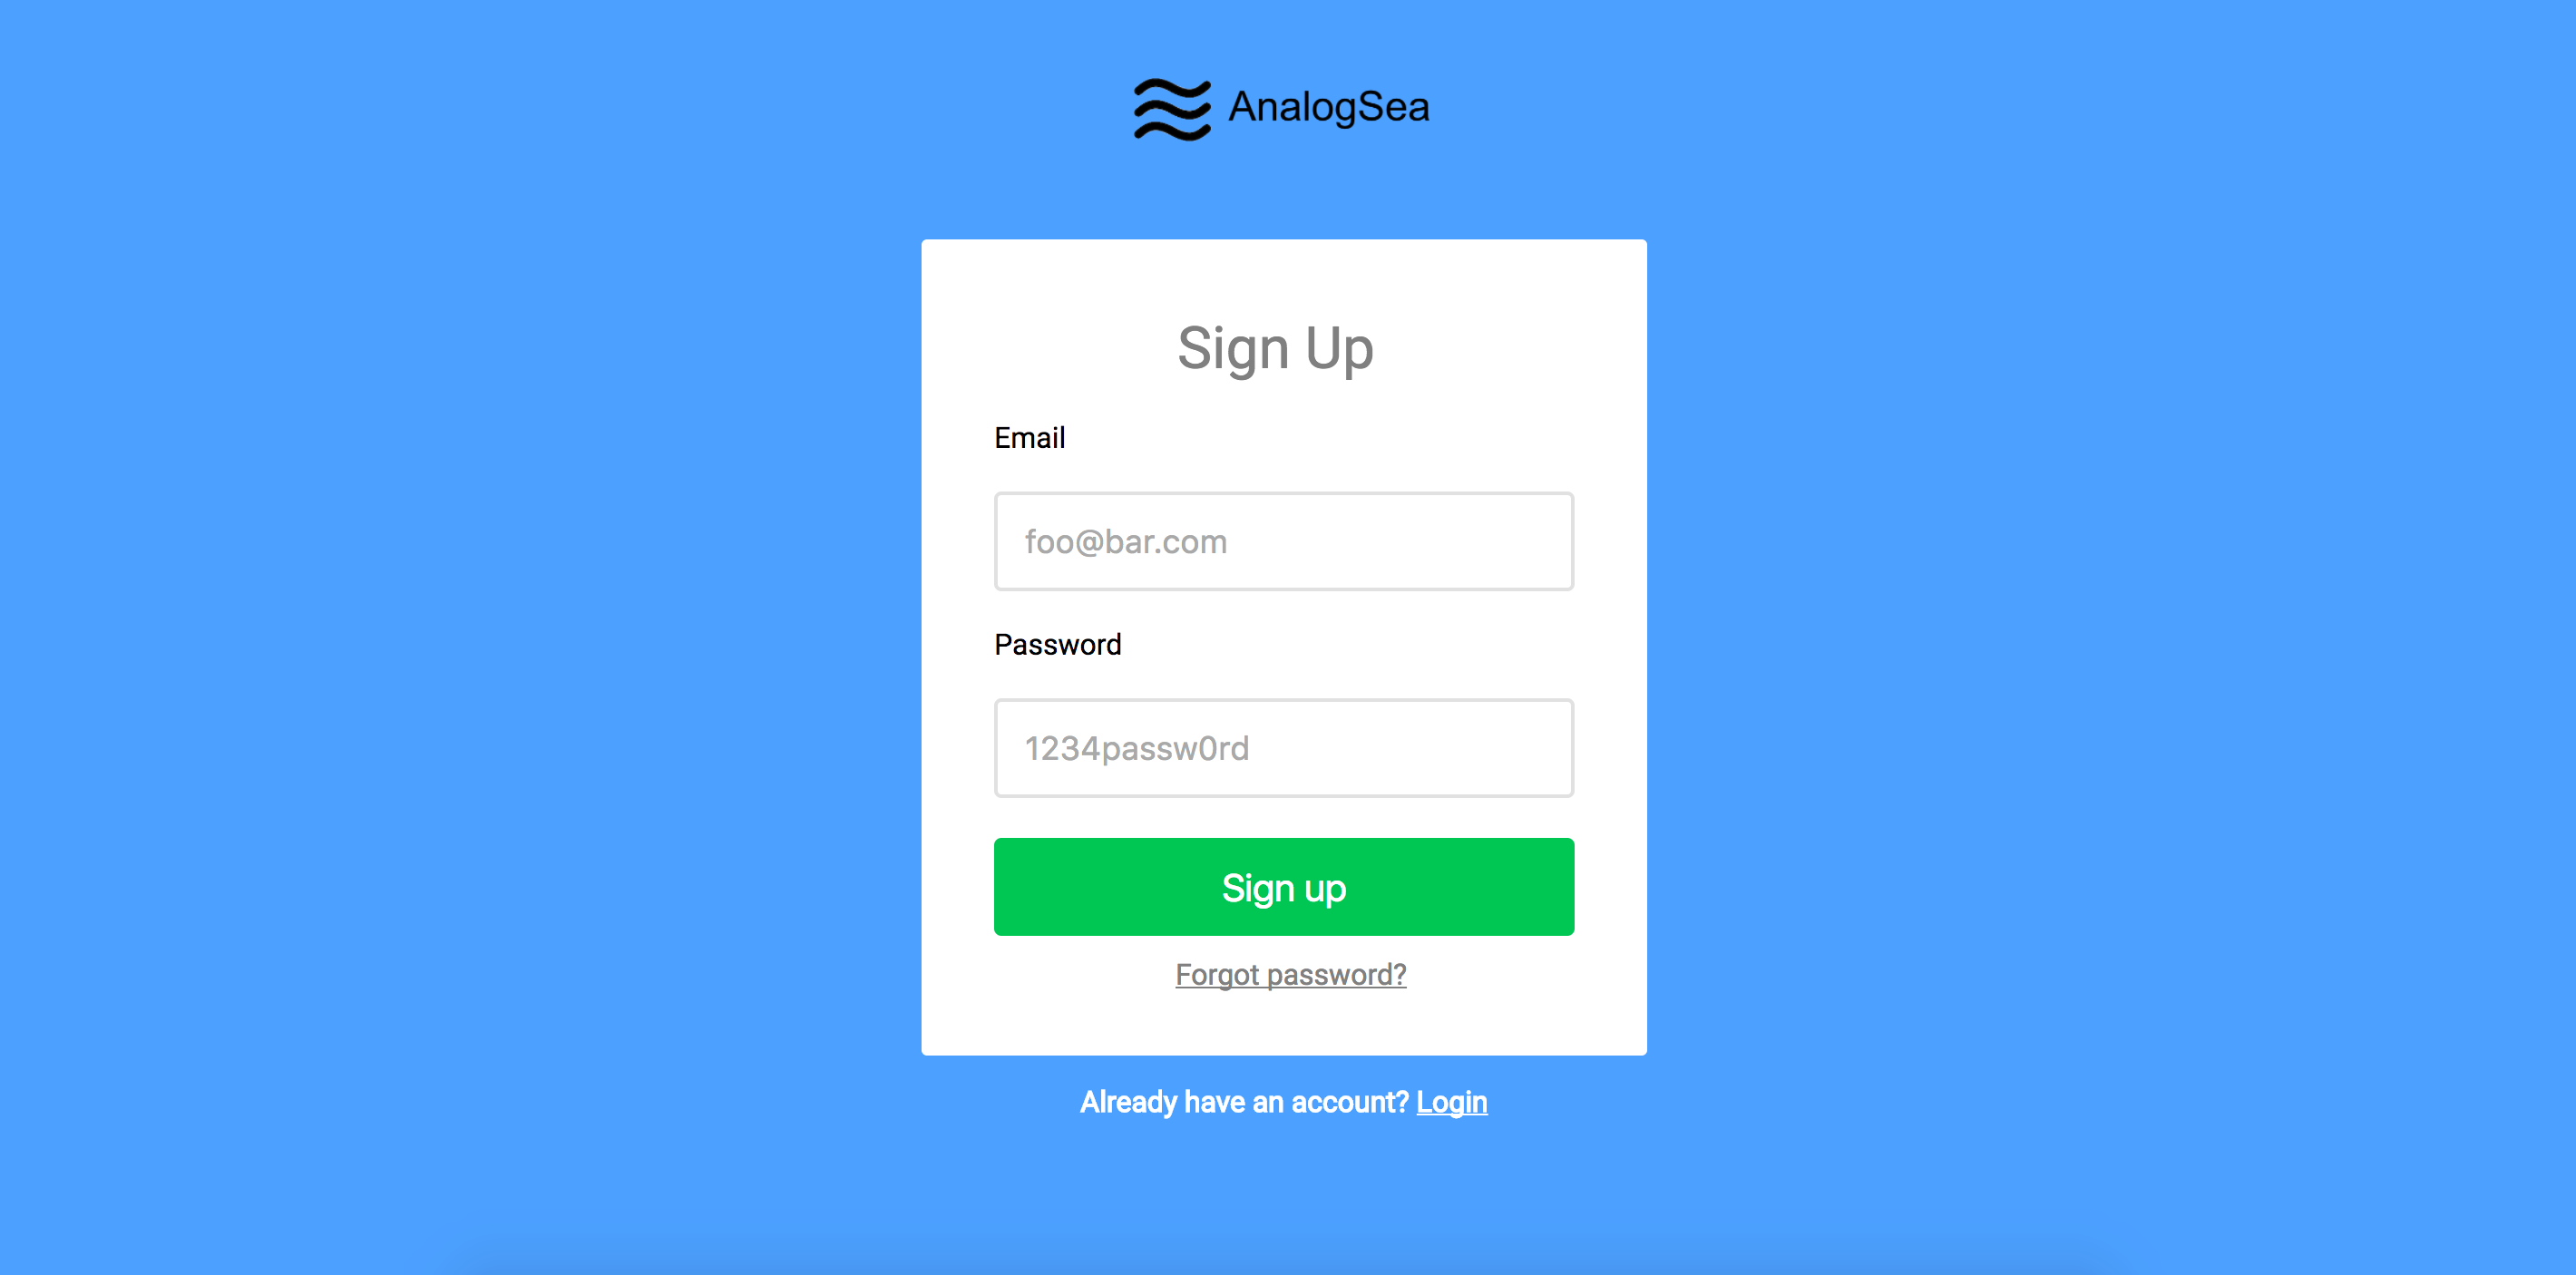 AnalogSea
Sign Up
Email
foo@bar.com
Password
1234passw0rd
Sign up
Forgot password?
Already have an account? Login